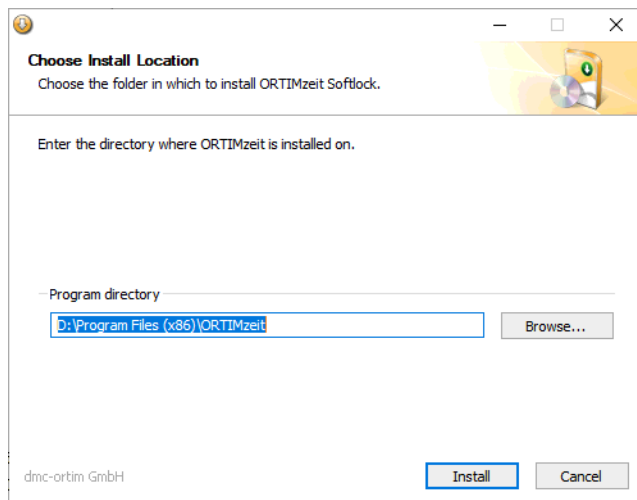 Choose Install Location
Choose the folder in which to install ORTIMzeit Softlock.
Enter the directory where ORTIMzeit is installed on.
Program directory
D:\Program Files (x86)\ORTIMzeit
Browse...
dmc-ortim GmbH
Install
Cancel